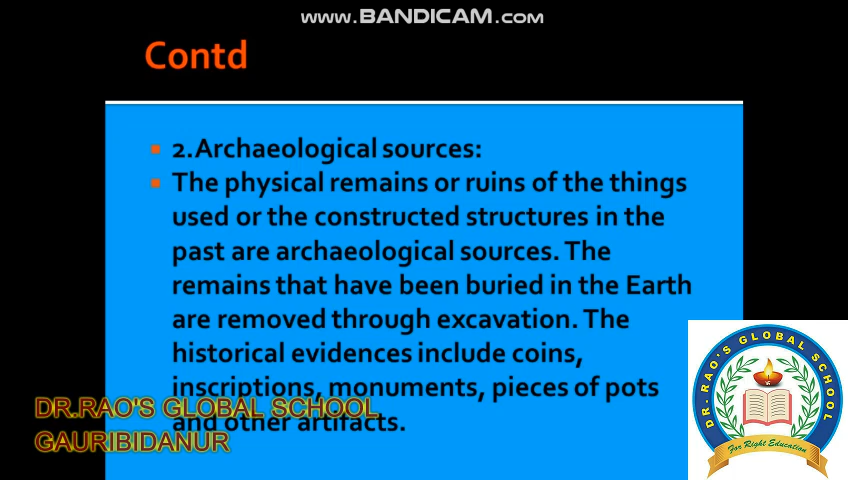 WWW.BANDICAM.COM
Contd
2.Archaeological sources:
The physical remains or ruins of the things
used or the constructed structures in the
past are archaeological sources. The
remains that have been buried in the Earth
are removed through excavation. The
historical evidences include coins,
inscriptions, monuments, pieces of pots
and other artifacts.
DR.RAO'S GLOBAL SCHOOL
GAURIBIDANUR
DR. RAO'S GLOBAL SCHOOL
For Right Education